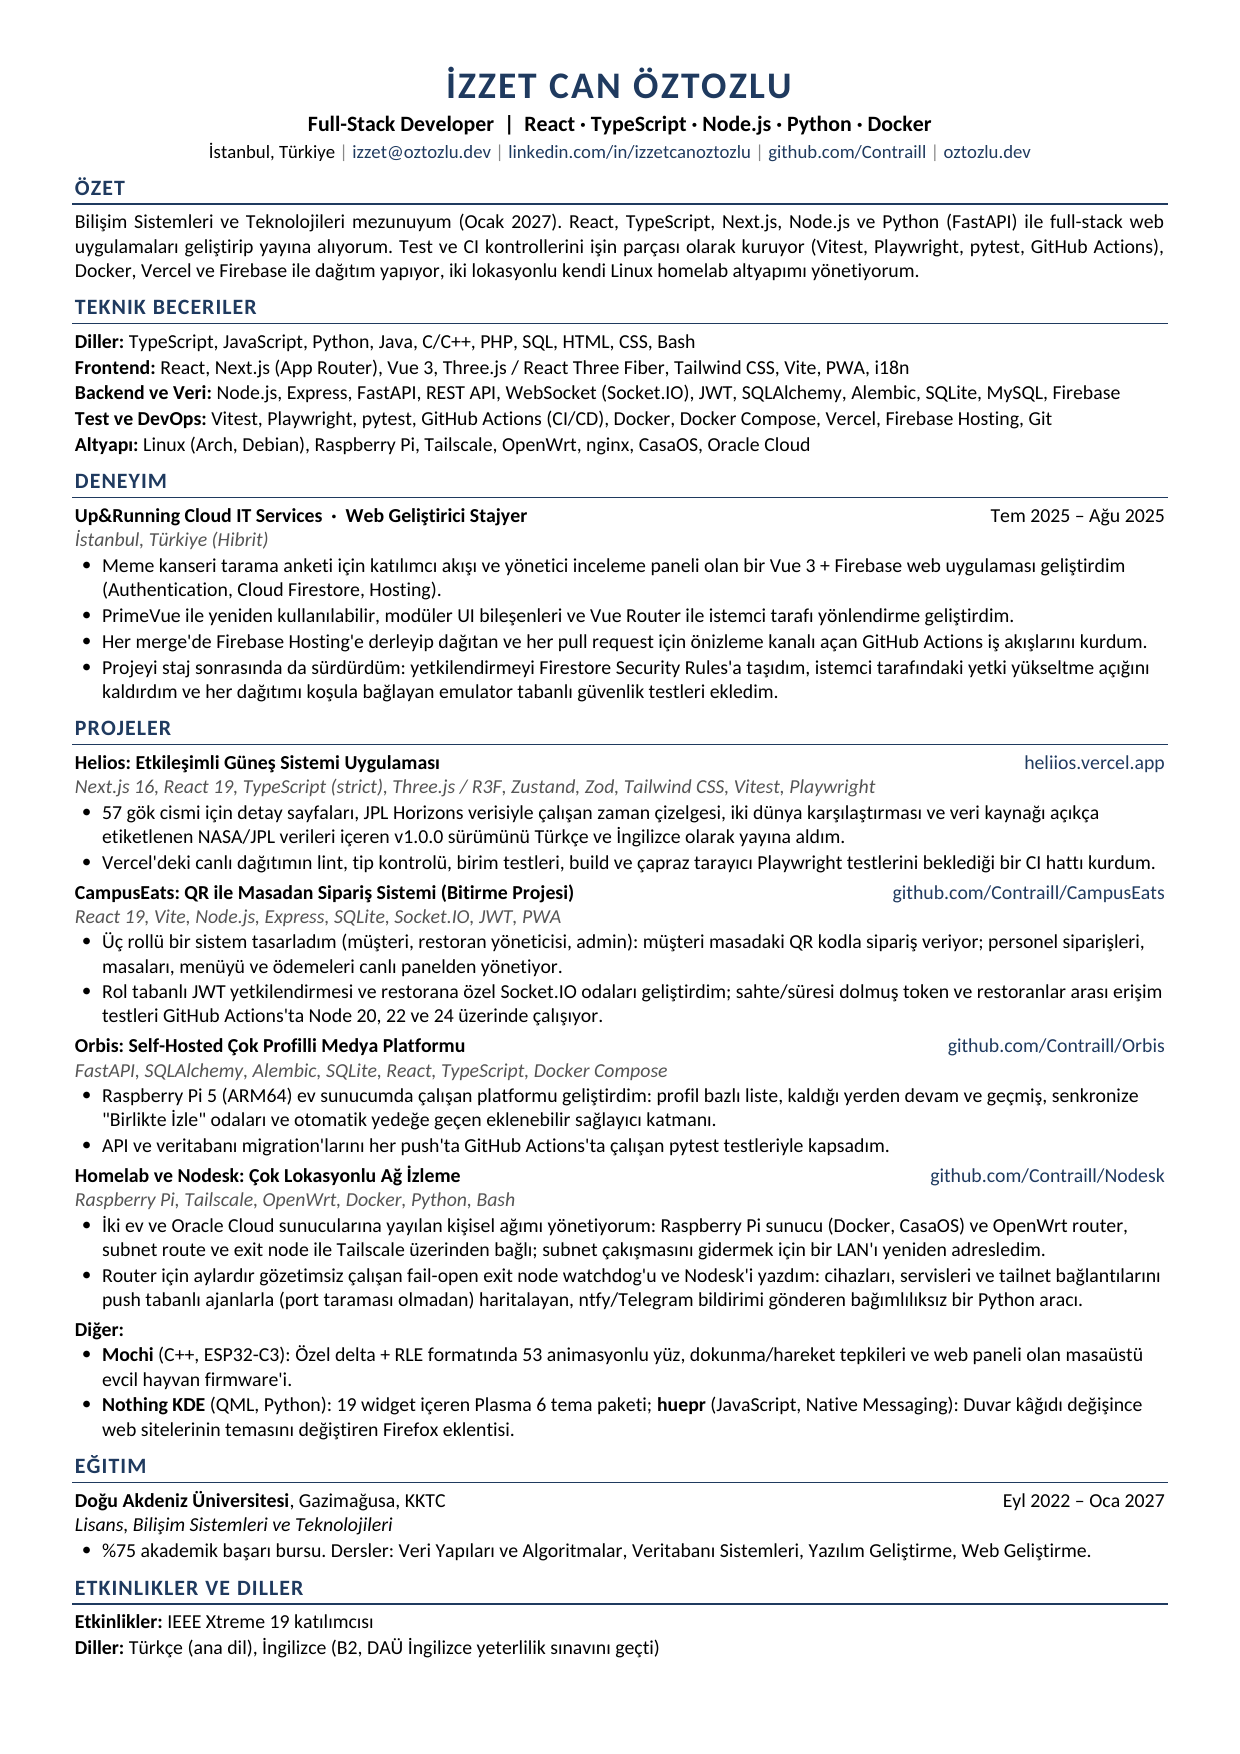 İZZET CAN ÖZTOZLU
Full-Stack Developer | React · TypeScript · Node.js · Python · Docker
İstanbul, Türkiye | izzet@oztozlu.dev | linkedin.com/in/izzetcanoztozlu | github.com/Contraill | oztozlu.dev
ÖZET
Bilişim Sistemleri ve Teknolojileri mezunuyum (Ocak 2027). React, TypeScript, Next.js, Node.js ve Python (FastAPI) ile full-stack web
uygulamaları geliştirip yayına alıyorum. Test ve CI kontrollerini işin parçası olarak kuruyor (Vitest, Playwright, pytest, GitHub Actions),
Docker, Vercel ve Firebase ile dağıtım yapıyor, iki lokasyonlu kendi Linux homelab altyapımı yönetiyorum.
TEKNIK BECERILER
Diller: TypeScript, JavaScript, Python, Java, C/C++, PHP, SQL, HTML, CSS, Bash
Frontend: React, Next.js (App Router), Vue 3, Three.js / React Three Fiber, Tailwind CSS, Vite, PWA, i18n
Backend ve Veri: Node.js, Express, FastAPI, REST API, WebSocket (Socket.IO), JWT, SQLAlchemy, Alembic, SQLite, MySQL, Firebase
Test ve DevOps: Vitest, Playwright, pytest, GitHub Actions (CI/CD), Docker, Docker Compose, Vercel, Firebase Hosting, Git
Altyapı: Linux (Arch, Debian), Raspberry Pi, Tailscale, OpenWrt, nginx, CasaOS, Oracle Cloud
DENEYIM
Up&Running Cloud IT Services · Web Geliştirici Stajyer Tem 2025 – Ağu 2025
İstanbul, Türkiye (Hibrit)
• Meme kanseri tarama anketi için katılımcı akışı ve yönetici inceleme paneli olan bir Vue 3 + Firebase web uygulaması geliştirdim
(Authentication, Cloud Firestore, Hosting).
• PrimeVue ile yeniden kullanılabilir, modüler UI bileşenleri ve Vue Router ile istemci tarafı yönlendirme geliştirdim.
• Her merge'de Firebase Hosting'e derleyip dağıtan ve her pull request için önizleme kanalı açan GitHub Actions iş akışlarını kurdum.
• Projeyi staj sonrasında da sürdürdüm: yetkilendirmeyi Firestore Security Rules'a taşıdım, istemci tarafındaki yetki yükseltme açığını
kaldırdım ve her dağıtımı koşula bağlayan emulator tabanlı güvenlik testleri ekledim.
PROJELER
Helios: Etkileşimli Güneş Sistemi Uygulaması heliios.vercel.app
Next.js 16, React 19, TypeScript (strict), Three.js / R3F, Zustand, Zod, Tailwind CSS, Vitest, Playwright
• 57 gök cismi için detay sayfaları, JPL Horizons verisiyle çalışan zaman çizelgesi, iki dünya karşılaştırması ve veri kaynağı açıkça
etiketlenen NASA/JPL verileri içeren v1.0.0 sürümünü Türkçe ve İngilizce olarak yayına aldım.
• Vercel'deki canlı dağıtımın lint, tip kontrolü, birim testleri, build ve çapraz tarayıcı Playwright testlerini beklediği bir CI hattı kurdum.
CampusEats: QR ile Masadan Sipariş Sistemi (Bitirme Projesi) github.com/Contraill/CampusEats
React 19, Vite, Node.js, Express, SQLite, Socket.IO, JWT, PWA
• Üç rollü bir sistem tasarladım (müşteri, restoran yöneticisi, admin): müşteri masadaki QR kodla sipariş veriyor; personel siparişleri,
masaları, menüyü ve ödemeleri canlı panelden yönetiyor.
• Rol tabanlı JWT yetkilendirmesi ve restorana özel Socket.IO odaları geliştirdim; sahte/süresi dolmuş token ve restoranlar arası erişim
testleri GitHub Actions'ta Node 20, 22 ve 24 üzerinde çalışıyor.
Orbis: Self-Hosted Çok Profilli Medya Platformu github.com/Contraill/Orbis
FastAPI, SQLAlchemy, Alembic, SQLite, React, TypeScript, Docker Compose
• Raspberry Pi 5 (ARM64) ev sunucumda çalışan platformu geliştirdim: profil bazlı liste, kaldığı yerden devam ve geçmiş, senkronize
"Birlikte İzle" odaları ve otomatik yedeğe geçen eklenebilir sağlayıcı katmanı.
• API ve veritabanı migration'larını her push'ta GitHub Actions'ta çalışan pytest testleriyle kapsadım.
Homelab ve Nodesk: Çok Lokasyonlu Ağ İzleme github.com/Contraill/Nodesk
Raspberry Pi, Tailscale, OpenWrt, Docker, Python, Bash
• İki ev ve Oracle Cloud sunucularına yayılan kişisel ağımı yönetiyorum: Raspberry Pi sunucu (Docker, CasaOS) ve OpenWrt router,
subnet route ve exit node ile Tailscale üzerinden bağlı; subnet çakışmasını gidermek için bir LAN'ı yeniden adresledim.
• Router için aylardır gözetimsiz çalışan fail-open exit node watchdog'u ve Nodesk'i yazdım: cihazları, servisleri ve tailnet bağlantılarını
push tabanlı ajanlarla (port taraması olmadan) haritalayan, ntfy/Telegram bildirimi gönderen bağımlılıksız bir Python aracı.
Diğer:
• Mochi (C++, ESP32-C3): Özel delta + RLE formatında 53 animasyonlu yüz, dokunma/hareket tepkileri ve web paneli olan masaüstü
evcil hayvan firmware'i.
• Nothing KDE (QML, Python): 19 widget içeren Plasma 6 tema paketi; huepr (JavaScript, Native Messaging): Duvar kâğıdı değişince
web sitelerinin temasını değiştiren Firefox eklentisi.
EĞITIM
Doğu Akdeniz Üniversitesi, Gazimağusa, KKTC Eyl 2022 – Oca 2027
Lisans, Bilişim Sistemleri ve Teknolojileri
• %75 akademik başarı bursu. Dersler: Veri Yapıları ve Algoritmalar, Veritabanı Sistemleri, Yazılım Geliştirme, Web Geliştirme.
ETKINLIKLER VE DILLER
Etkinlikler: IEEE Xtreme 19 katılımcısı
Diller: Türkçe (ana dil), İngilizce (B2, DAÜ İngilizce yeterlilik sınavını geçti)